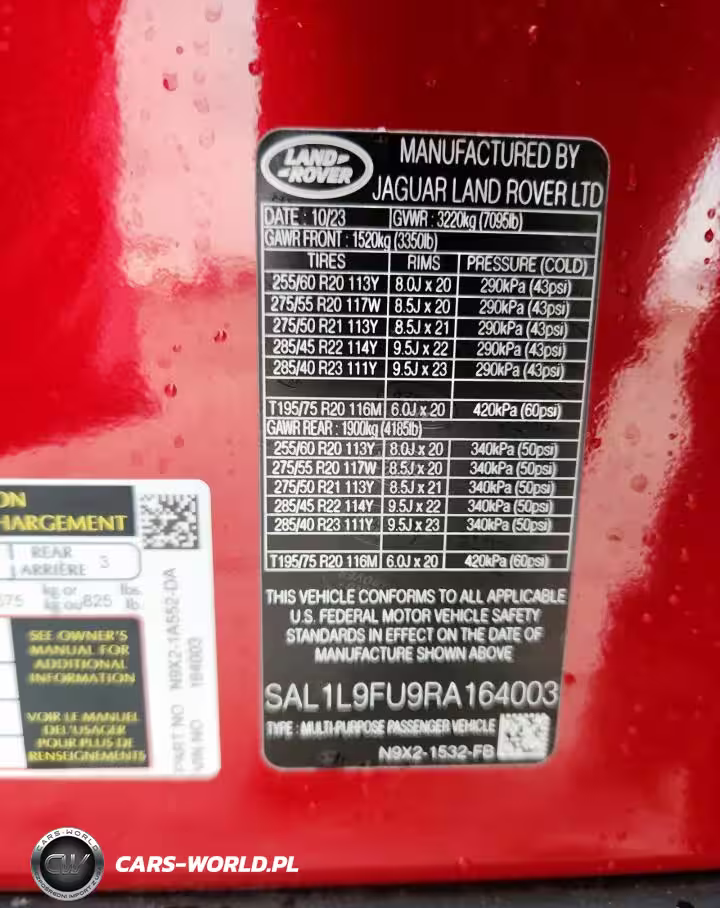 LAND ROVER
MANUFACTURED BY
JAGUAR LAND ROVER LTD
DATE : 10/23 GVWR : 3220kg (7095lb)
GAWR FRONT : 1520kg (3350lb)
TIRES RIMS PRESSURE (COLD)
255/60 R20 113Y 8.0J x 20 290kPa (43psi)
275/55 R20 117W 8.5J x 20 290kPa (43psi)
275/50 R21 113Y 8.5J x 21 290kPa (43psi)
285/45 R22 114Y 9.5J x 22 290kPa (43psi)
285/40 R23 111Y 9.5J x 23 290kPa (43psi)
T195/75 R20 116M 6.0J x 20 420kPa (60psi)
GAWR REAR : 1900kg (4185lb)
255/60 R20 113Y 8.0J x 20 340kPa (50psi)
275/55 R20 117W 8.5J x 20 340kPa (50psi)
275/50 R21 113Y 8.5J x 21 340kPa (50psi)
285/45 R22 114Y 9.5J x 22 340kPa (50psi)
285/40 R23 111Y 9.5J x 23 340kPa (50psi)
T195/75 R20 116M 6.0J x 20 420kPa (60psi)
THIS VEHICLE CONFORMS TO ALL APPLICABLE
U.S. FEDERAL MOTOR VEHICLE SAFETY
STANDARDS IN EFFECT ON THE DATE OF
MANUFACTURE SHOWN ABOVE
SAL1L9FU9RA164003
TYPE : MULTI-PURPOSE PASSENGER VEHICLE
N9X2-1532-FB
ON
HARGEMENT
REAR
ARRIÈRE 3
kg or lbs
kg ou 825 lb
SEE OWNER'S
MANUAL FOR
ADDITIONAL
INFORMATION
VOIR LE MANUEL
DE L'USAGER
POUR PLUS DE
RENSEIGNEMENTS
PART NO N9X2-1A552-DA
VIN NO 164003
CARS-WORLD
CW
CARS-WORLD.PL